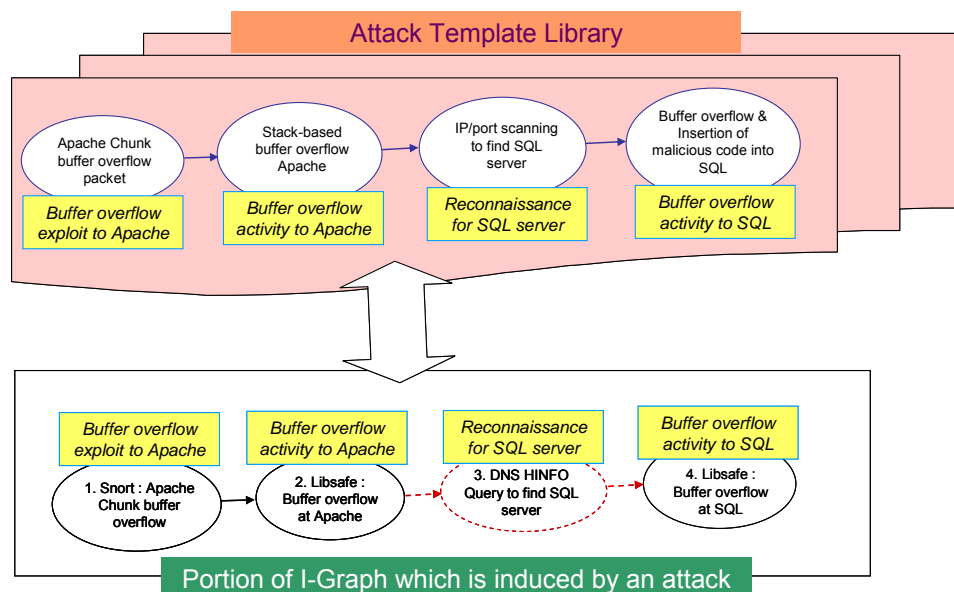 Attack Template Library
Apache Chunk
buffer overflow
packet
Stack-based
buffer overflow
Apache
IP/port scanning
to find SQL
server
Buffer overflow &
Insertion of
malicious code into
SQL
Buffer overflow
exploit to Apache
Buffer overflow
activity to Apache
Reconnaissance
for SQL server
Buffer overflow
activity to SQL
Buffer overflow
exploit to Apache
Buffer overflow
activity to Apache
Reconnaissance
for SQL server
Buffer overflow
activity to SQL
1. Snort : Apache
Chunk buffer
overflow
2. Libsafe :
Buffer overflow
at Apache
3. DNS HINFO
Query to find SQL
server
4. Libsafe :
Buffer overflow
at SQL
Portion of I-Graph which is induced by an attack